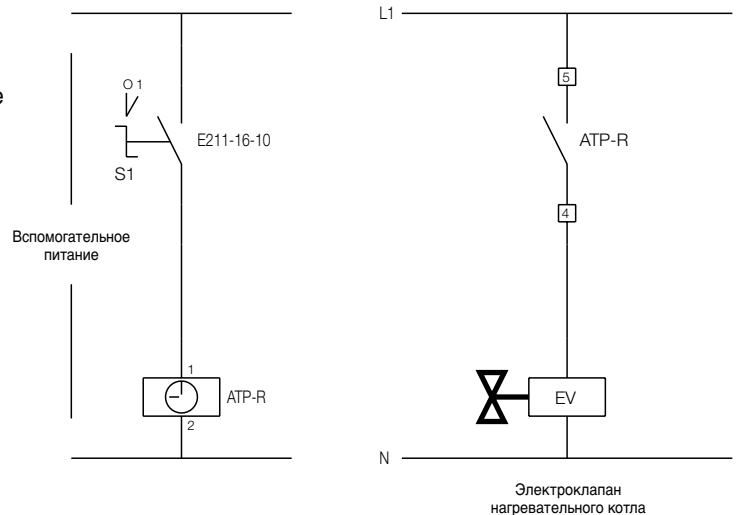 е
O 1
E211-16-10
S1
Вспомогательное
питание
1
ATP-R
2
L1
5
ATP-R
4
EV
N
Электроклапан
нагревательного котла